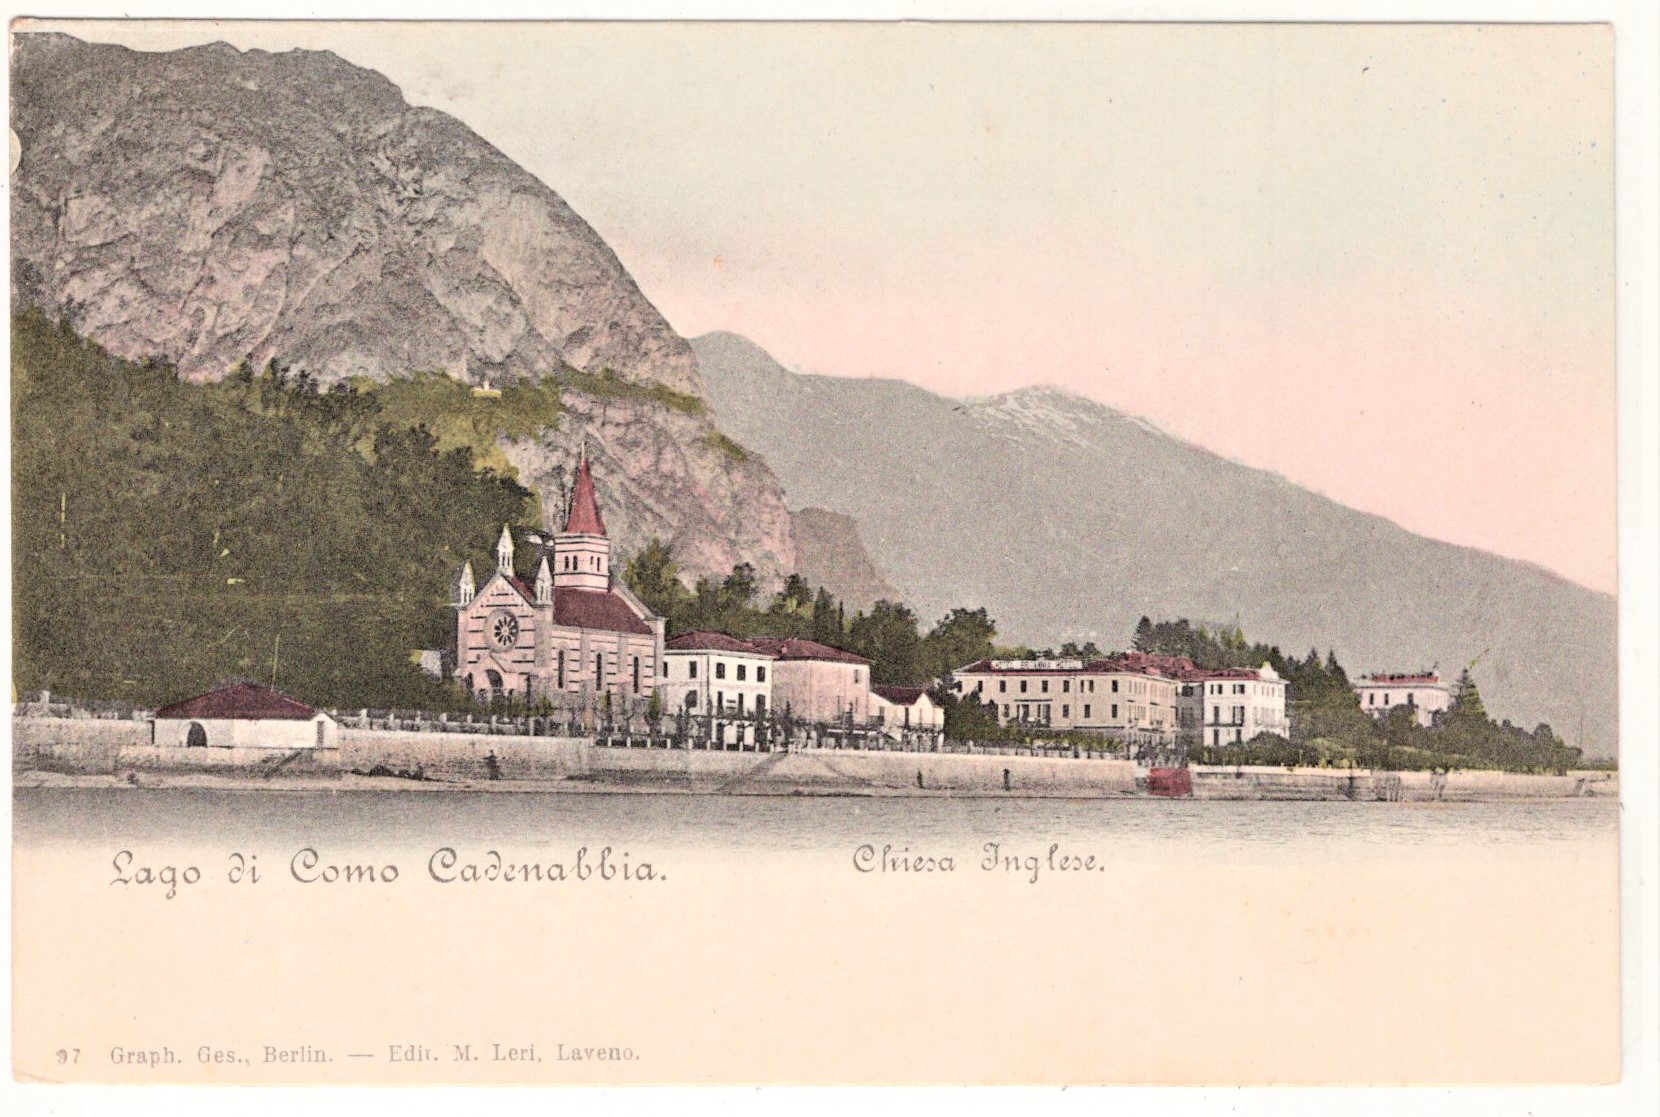 Lago di Como Cadenabbia. Chiesa Inglese.
97 Graph. Ges., Berlin. — Edit. M. Leri, Laveno.